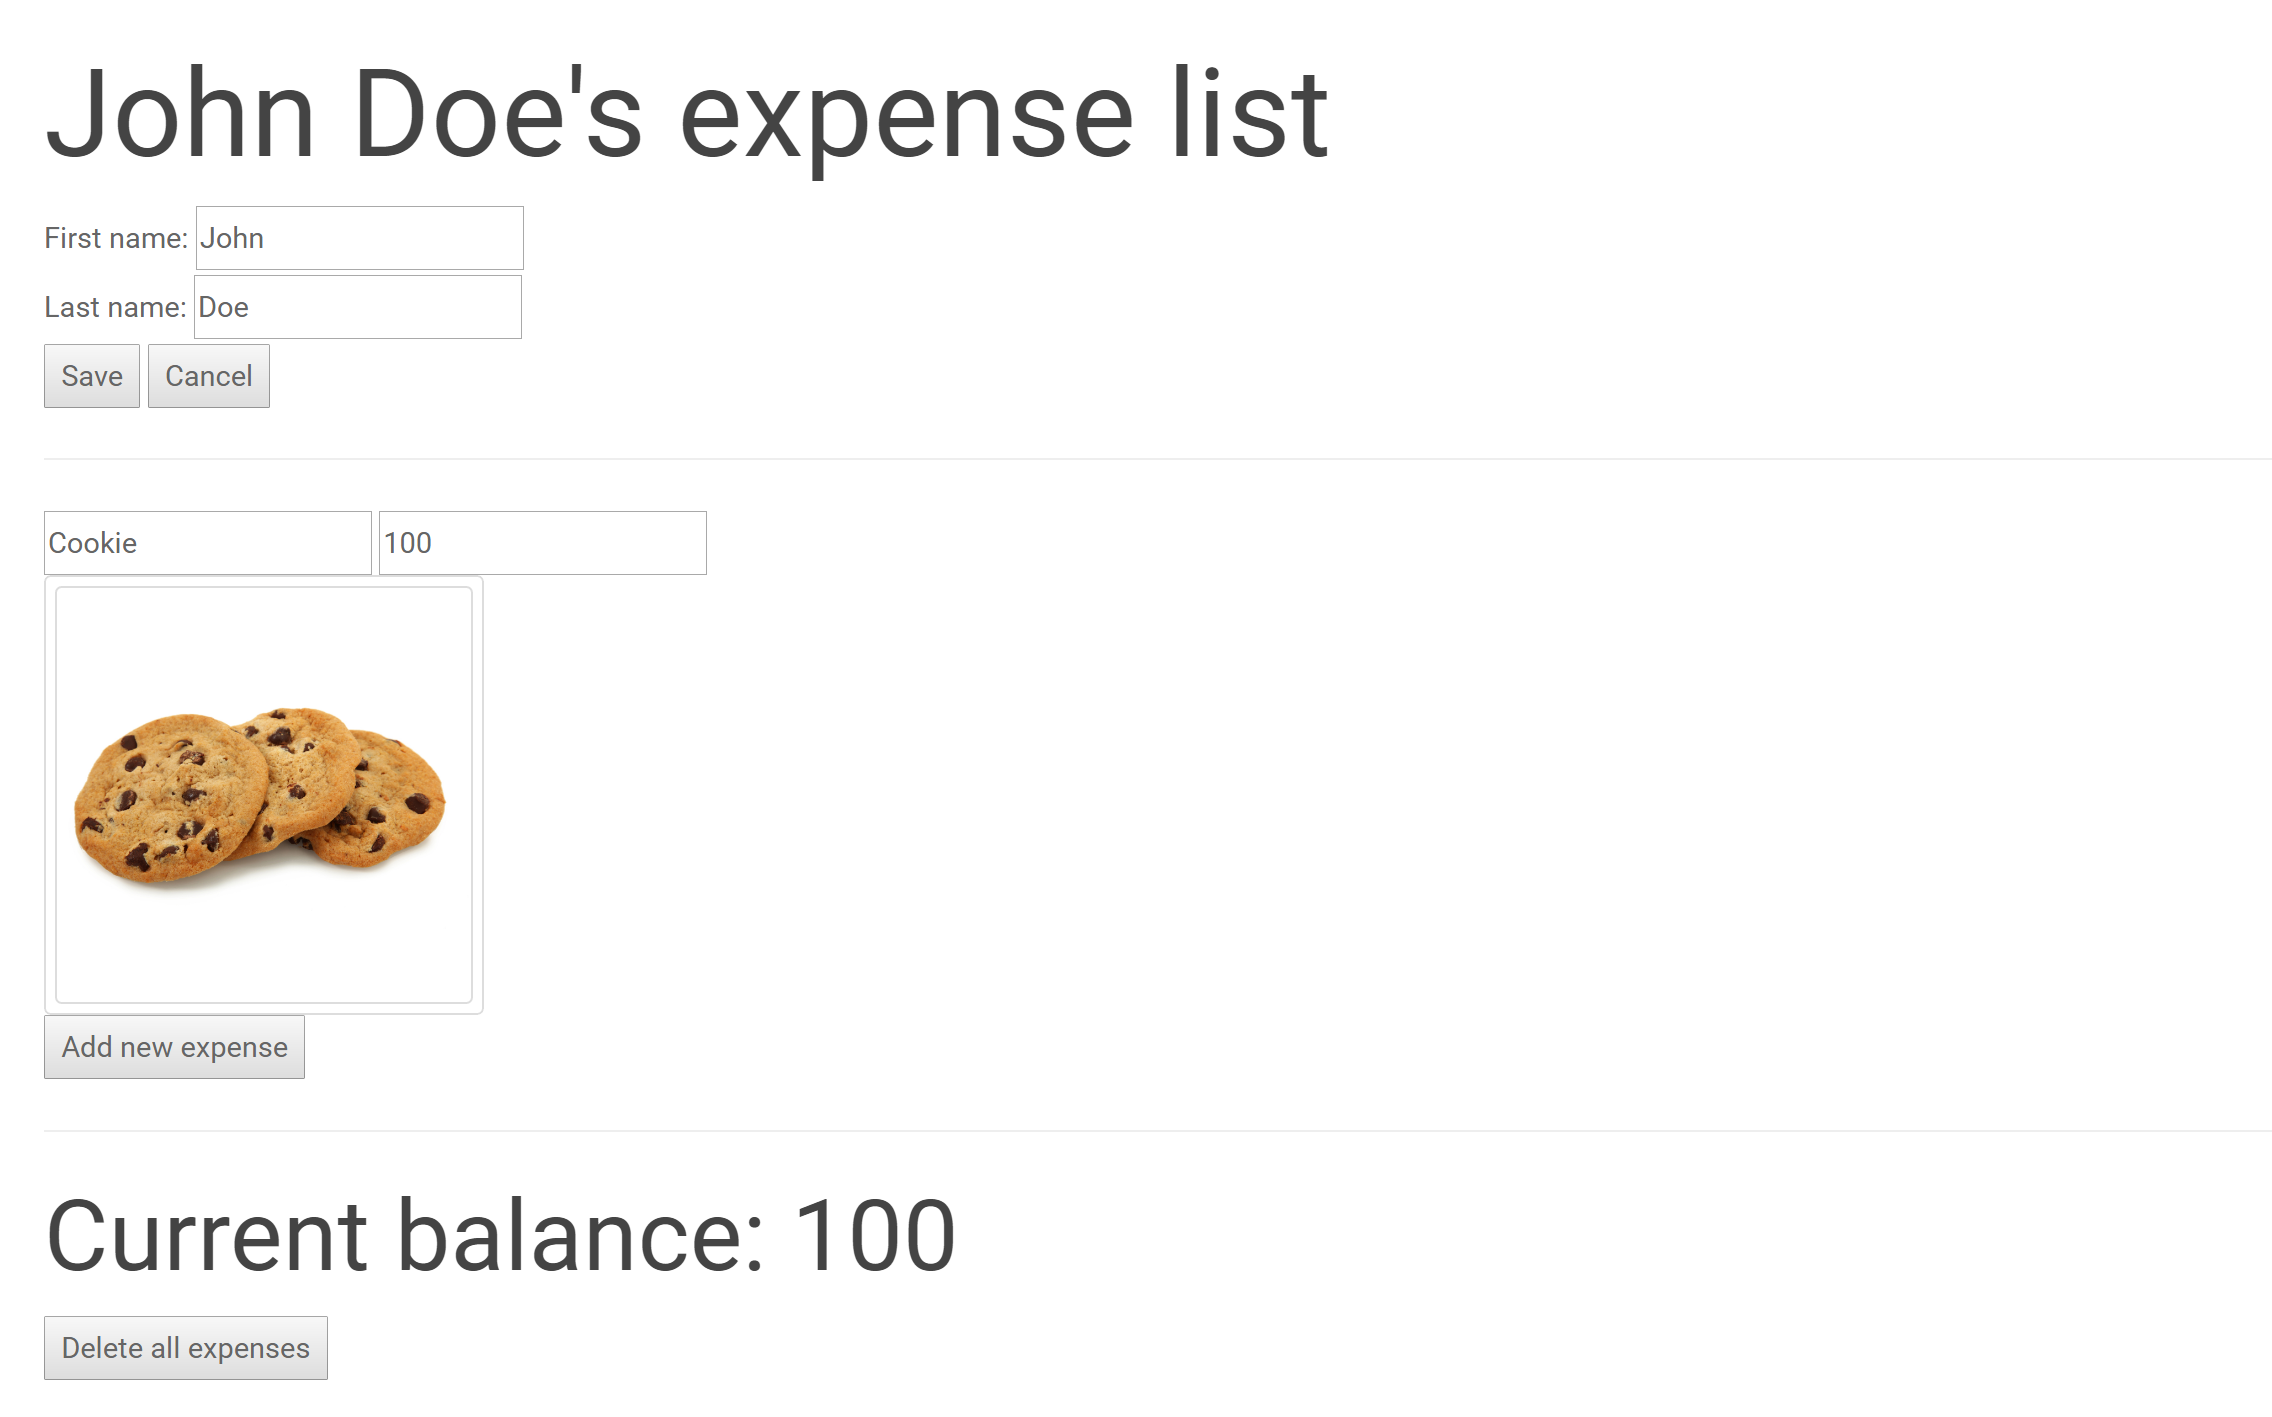 John Doe's expense list
First name: John
Last name: Doe
Save Cancel
Cookie 100
Add new expense
Current balance: 100
Delete all expenses